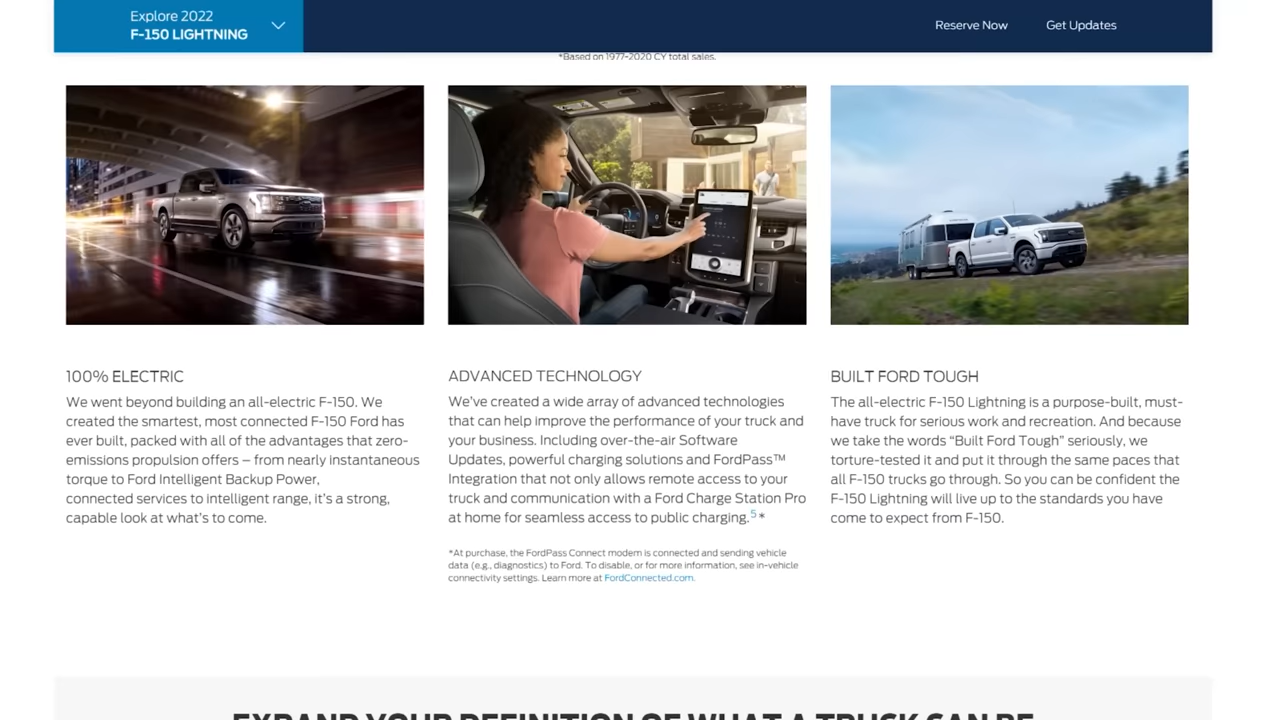 Explore 2022
F-150 LIGHTNING
Reserve Now
Get Updates
*Based on 1977-2020 CY total sales.
100% ELECTRIC
We went beyond building an all-electric F-150. We
created the smartest, most connected F-150 Ford has
ever built, packed with all of the advantages that zero-
emissions propulsion offers – from nearly instantaneous
torque to Ford Intelligent Backup Power,
connected services to intelligent range, it's a strong,
capable look at what's to come.
ADVANCED TECHNOLOGY
We've created a wide array of advanced technologies
that can help improve the performance of your truck and
your business. Including over-the-air Software
Updates, powerful charging solutions and FordPass™
Integration that not only allows remote access to your
truck and communication with a Ford Charge Station Pro
at home for seamless access to public charging.5*
*At purchase, the FordPass Connect modem is connected and sending vehicle
data (e.g., diagnostics) to Ford. To disable, or for more information, see in-vehicle
connectivity settings. Learn more at FordConnected.com.
BUILT FORD TOUGH
The all-electric F-150 Lightning is a purpose-built, must-
have truck for serious work and recreation. And because
we take the words “Built Ford Tough” seriously, we
torture-tested it and put it through the same paces that
all F-150 trucks go through. So you can be confident the
F-150 Lightning will live up to the standards you have
come to expect from F-150.
EXPAND YOUR DEFINITION OF WHAT A TRUCK CAN BE